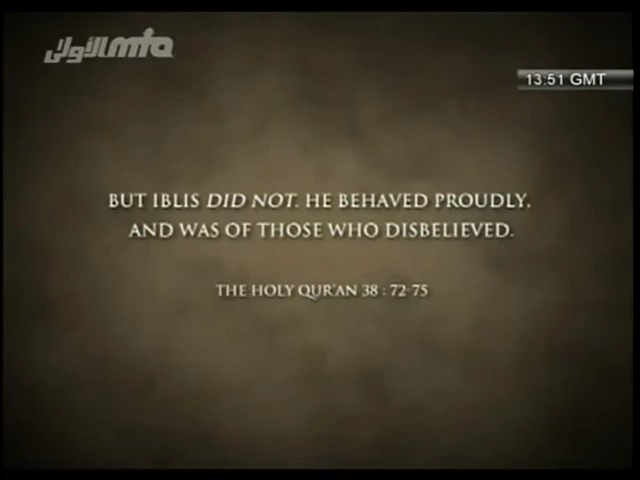 الأولى mta
13:51 GMT
BUT IBLIS DID NOT. HE BEHAVED PROUDLY,
AND WAS OF THOSE WHO DISBELIEVED.
THE HOLY QUR'AN 38 : 72-75